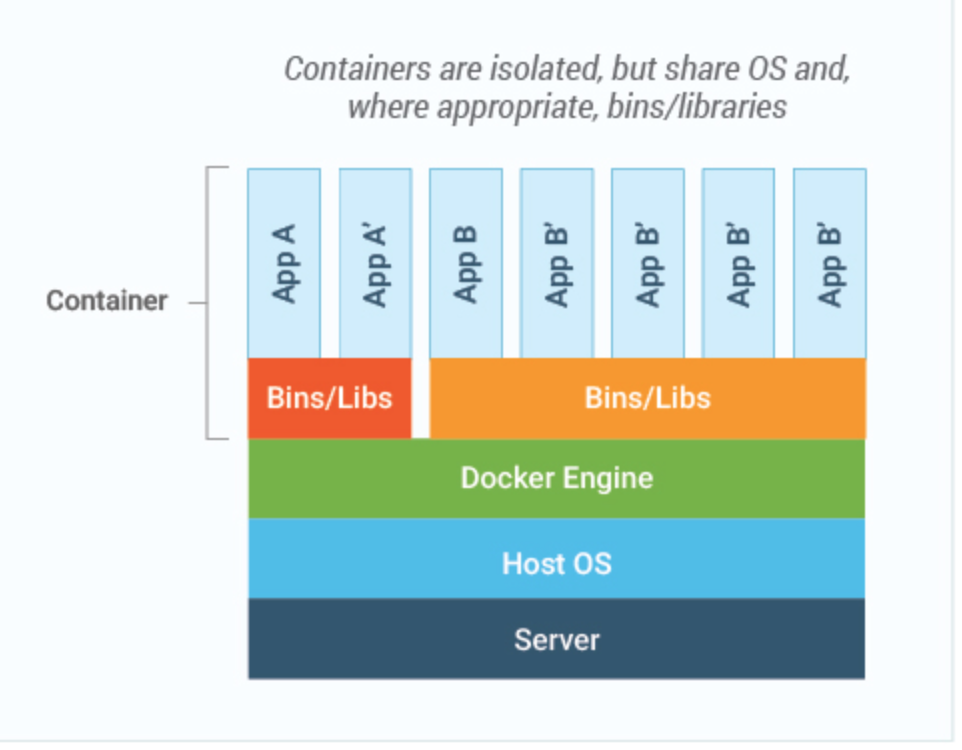 Containers are isolated, but share OS and,
where appropriate, bins/libraries
Container
App A
App A'
App B
App B'
App B'
App B'
App B'
Bins/Libs
Bins/Libs
Docker Engine
Host OS
Server